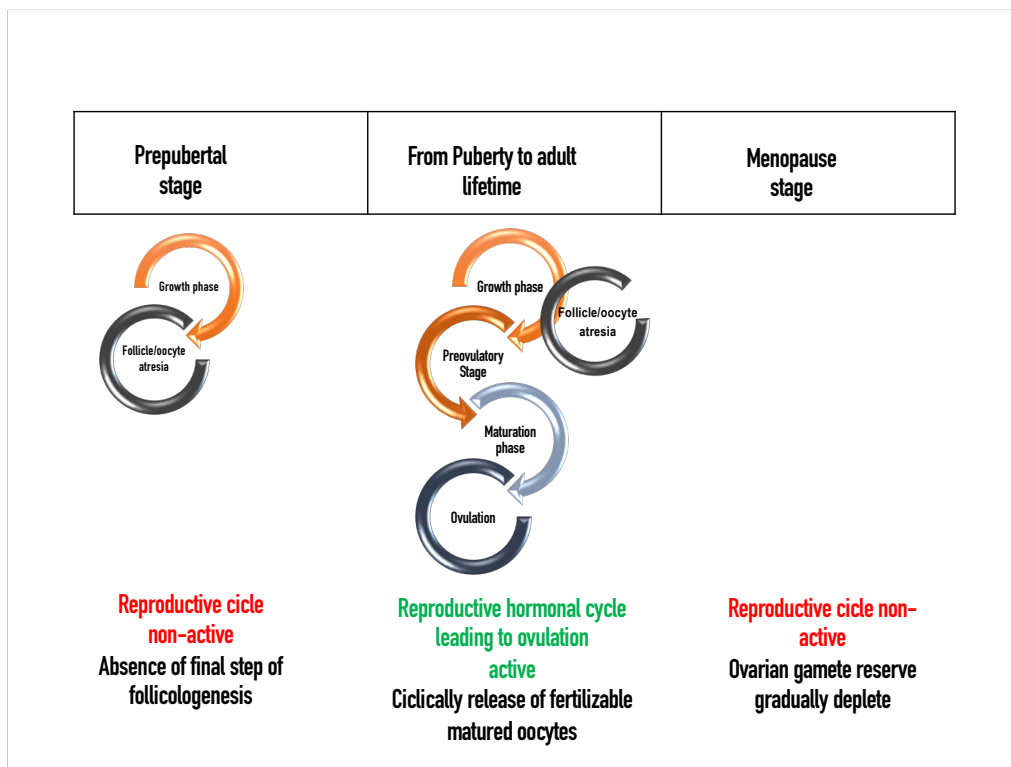 Prepubertal
stage
From Puberty to adult
lifetime
Menopause
stage
Growth phase
Follicle/oocyte
atresia
Growth phase
Follicle/oocyte
atresia
Preovulatory
Stage
Maturation
phase
Ovulation
Reproductive cicle
non-active
Absence of final step of
follicologenesis
Reproductive hormonal cycle
leading to ovulation
active
Ciclically release of fertilizable
matured oocytes
Reproductive cicle non-
active
Ovarian gamete reserve
gradually deplete